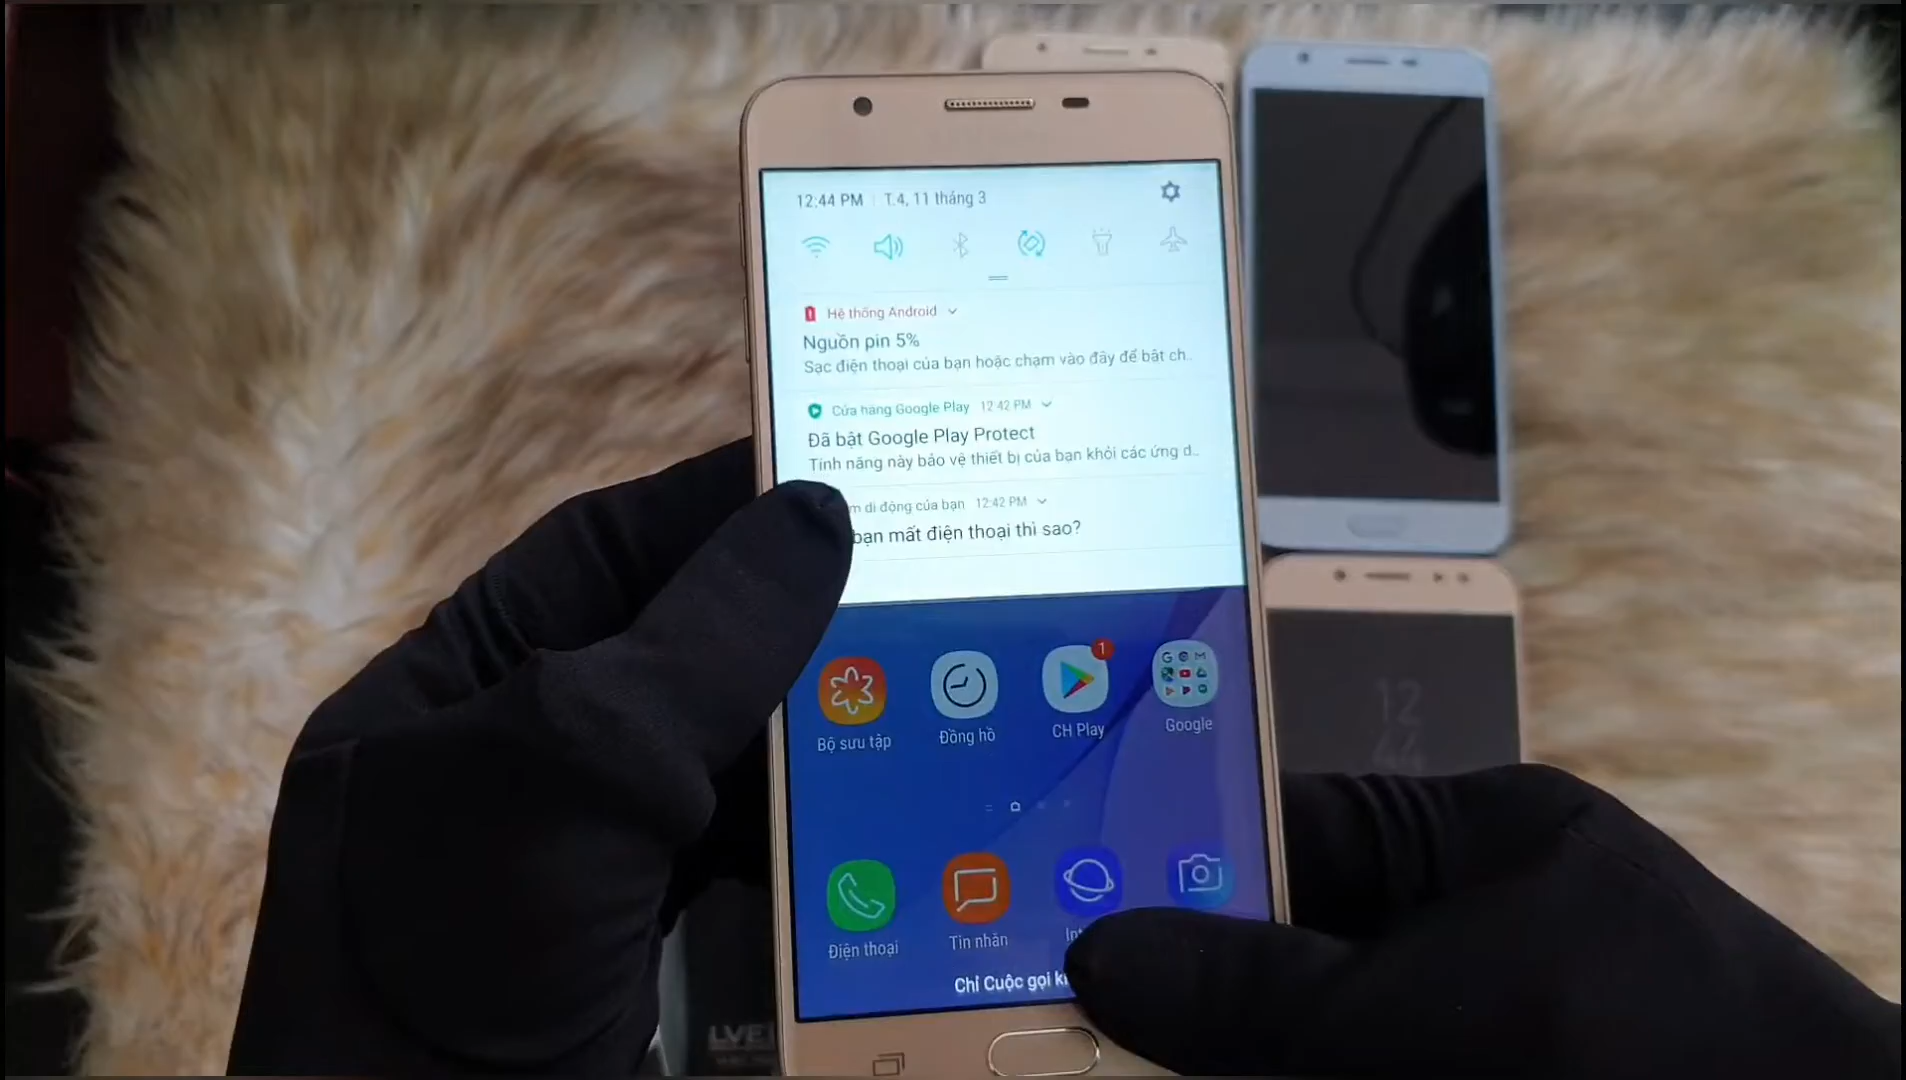 12:44 PM T.4, 11 tháng 3
Hệ thống Android
Nguồn pin 5%
Sạc điện thoại của bạn hoặc chạm vào đây để bật ch..
Cửa hàng Google Play 12:42 PM
Đã bật Google Play Protect
Tính năng này bảo vệ thiết bị của bạn khỏi các ứng d..
di động của bạn 12:42 PM
bạn mất điện thoại thì sao?
1
Bộ sưu tập Đồng hồ CH Play Google
Điện thoại Tin nhắn
Chỉ Cuộc gọi
12
44